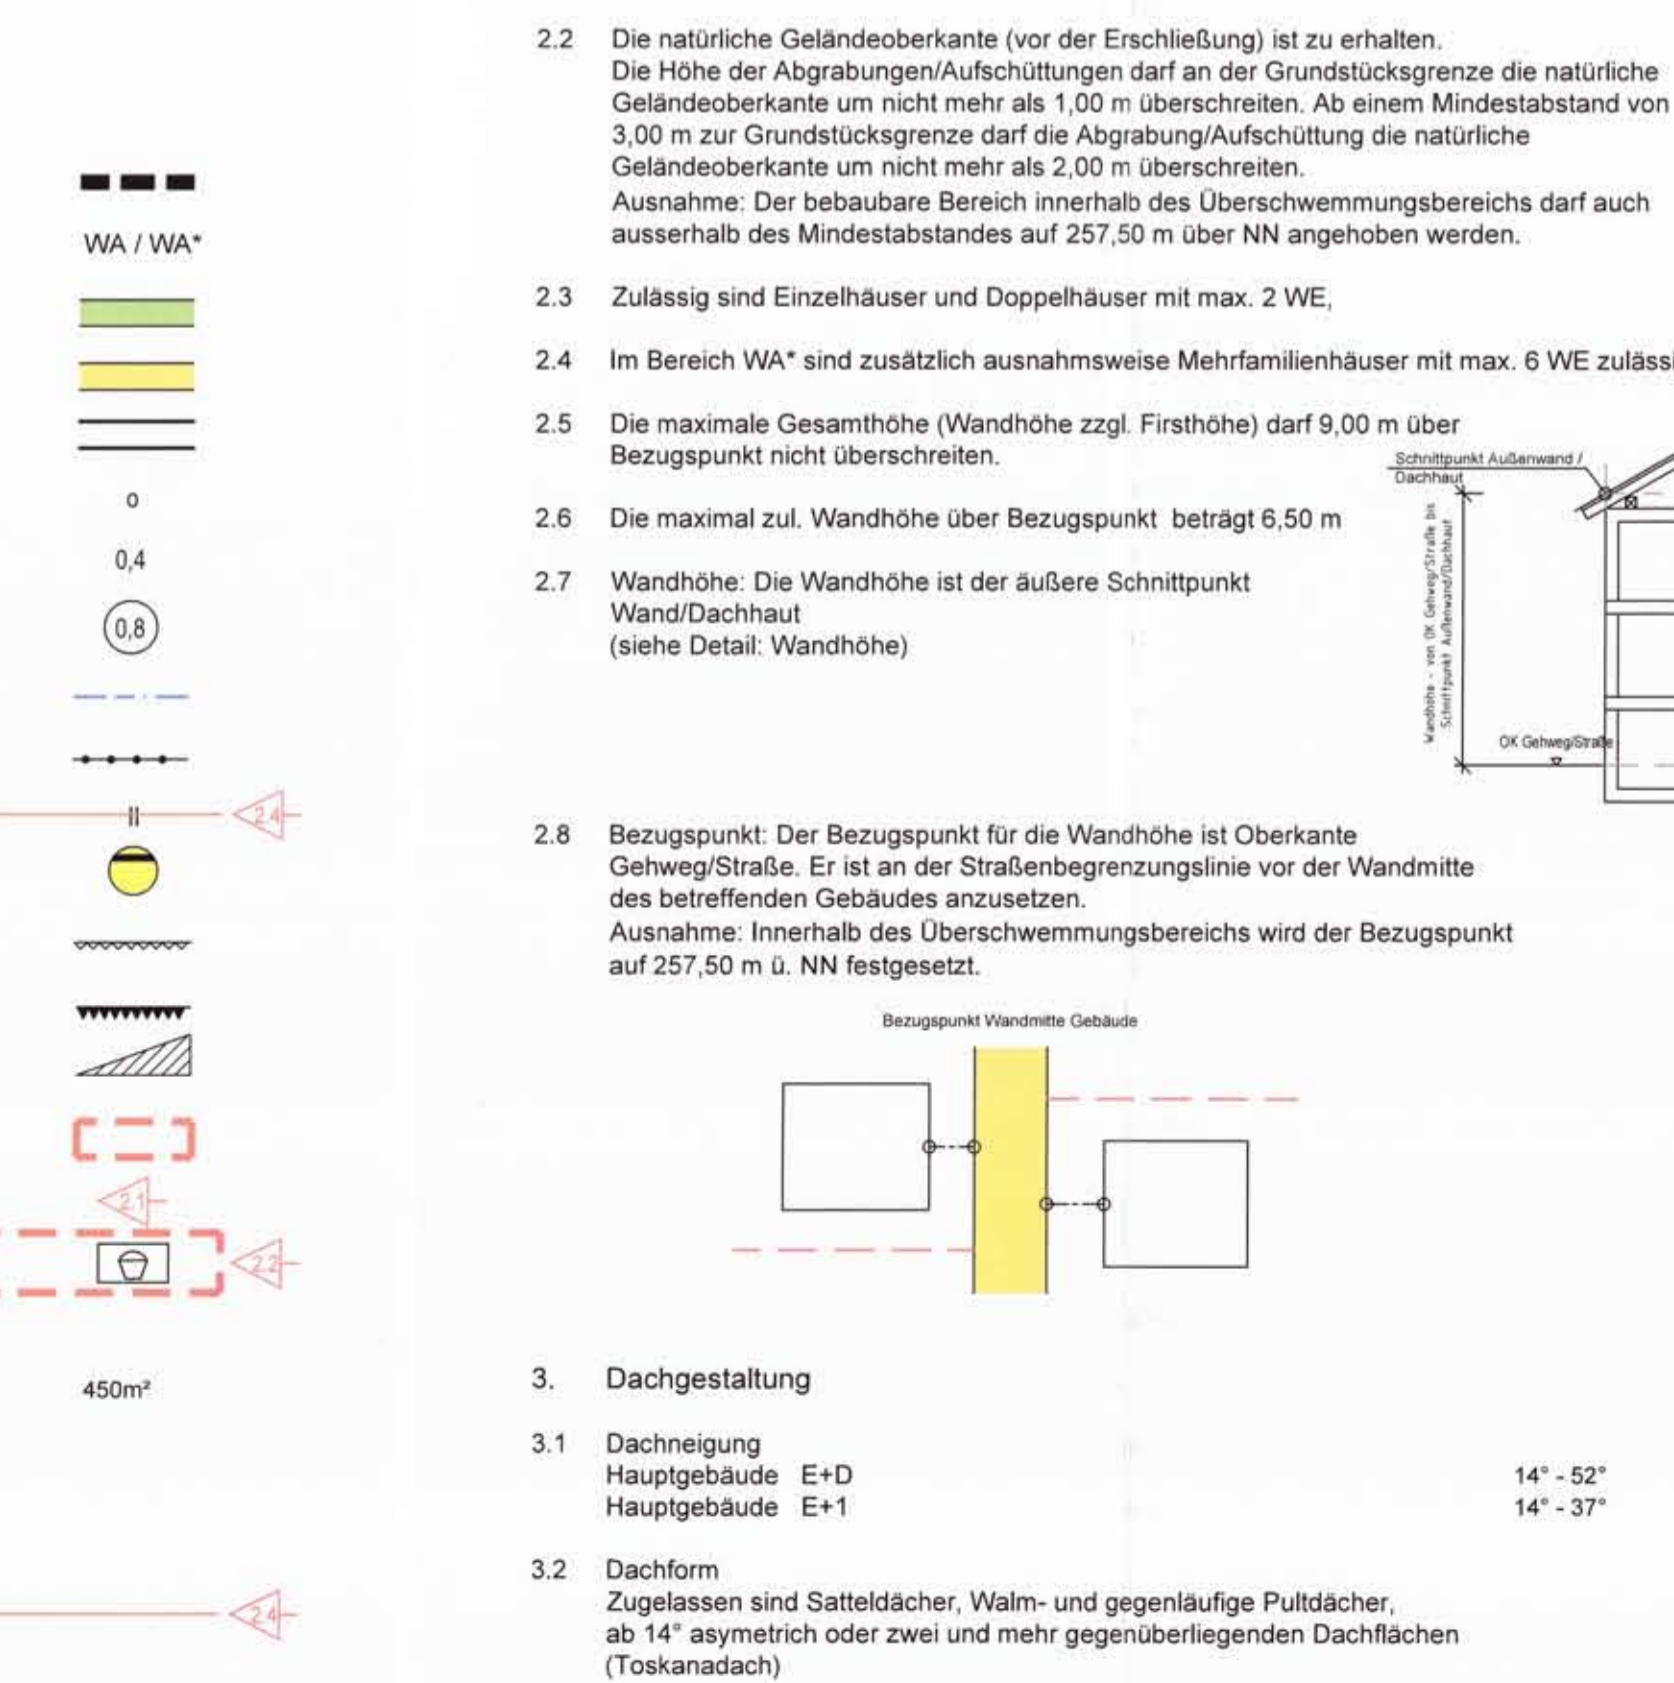 WA / WA*
o
0,4
0,8
2.4
2.1
2.2
450m²
2.4
2.2 Die natürliche Geländeoberkante (vor der Erschließung) ist zu erhalten.
Die Höhe der Abgrabungen/Aufschüttungen darf an der Grundstücksgrenze die natürliche
Geländeoberkante um nicht mehr als 1,00 m überschreiten. Ab einem Mindestabstand von
3,00 m zur Grundstücksgrenze darf die Abgrabung/Aufschüttung die natürliche
Geländeoberkante um nicht mehr als 2,00 m überschreiten.
Ausnahme: Der bebaubare Bereich innerhalb des Überschwemmungsbereichs darf auch
ausserhalb des Mindestabstandes auf 257,50 m über NN angehoben werden.
2.3 Zulässig sind Einzelhäuser und Doppelhäuser mit max. 2 WE,
2.4 Im Bereich WA* sind zusätzlich ausnahmsweise Mehrfamilienhäuser mit max. 6 WE zulässi
2.5 Die maximale Gesamthöhe (Wandhöhe zzgl. Firsthöhe) darf 9,00 m über
Bezugspunkt nicht überschreiten.
2.6 Die maximal zul. Wandhöhe über Bezugspunkt beträgt 6,50 m
2.7 Wandhöhe: Die Wandhöhe ist der äußere Schnittpunkt
Wand/Dachhaut
(siehe Detail: Wandhöhe)
Schnittpunkt Außenwand /
Dachhaut
Wandhöhe - von OK Gehweg/Straße bis
Schnittpunkt Außenwand/Dachhaut
OK Gehweg/Straße
2.8 Bezugspunkt: Der Bezugspunkt für die Wandhöhe ist Oberkante
Gehweg/Straße. Er ist an der Straßenbegrenzungslinie vor der Wandmitte
des betreffenden Gebäudes anzusetzen.
Ausnahme: Innerhalb des Überschwemmungsbereichs wird der Bezugspunkt
auf 257,50 m ü. NN festgesetzt.
Bezugspunkt Wandmitte Gebäude
3. Dachgestaltung
3.1 Dachneigung
Hauptgebäude E+D 14° - 52°
Hauptgebäude E+1 14° - 37°
3.2 Dachform
Zugelassen sind Satteldächer, Walm- und gegenläufige Pultdächer,
ab 14° asymetrich oder zwei und mehr gegenüberliegenden Dachflächen
(Toskanadach)